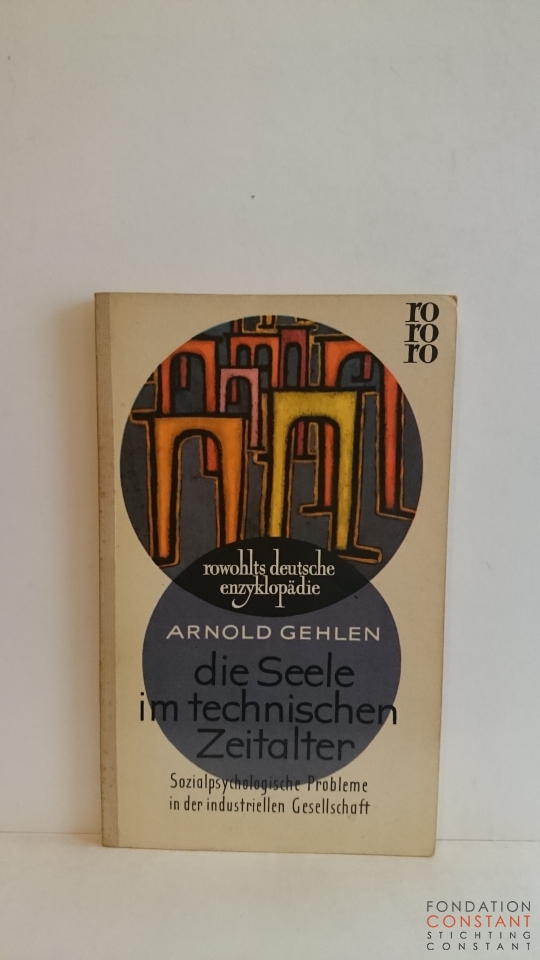 ro
ro
ro
rowohlts deutsche
enzyklopädie
ARNOLD GEHLEN
die Seele
im technischen
Zeitalter
Sozialpsychologische Probleme
in der industriellen Gesellschaft
FONDATION
CONSTANT
STICHTING
CONSTANT